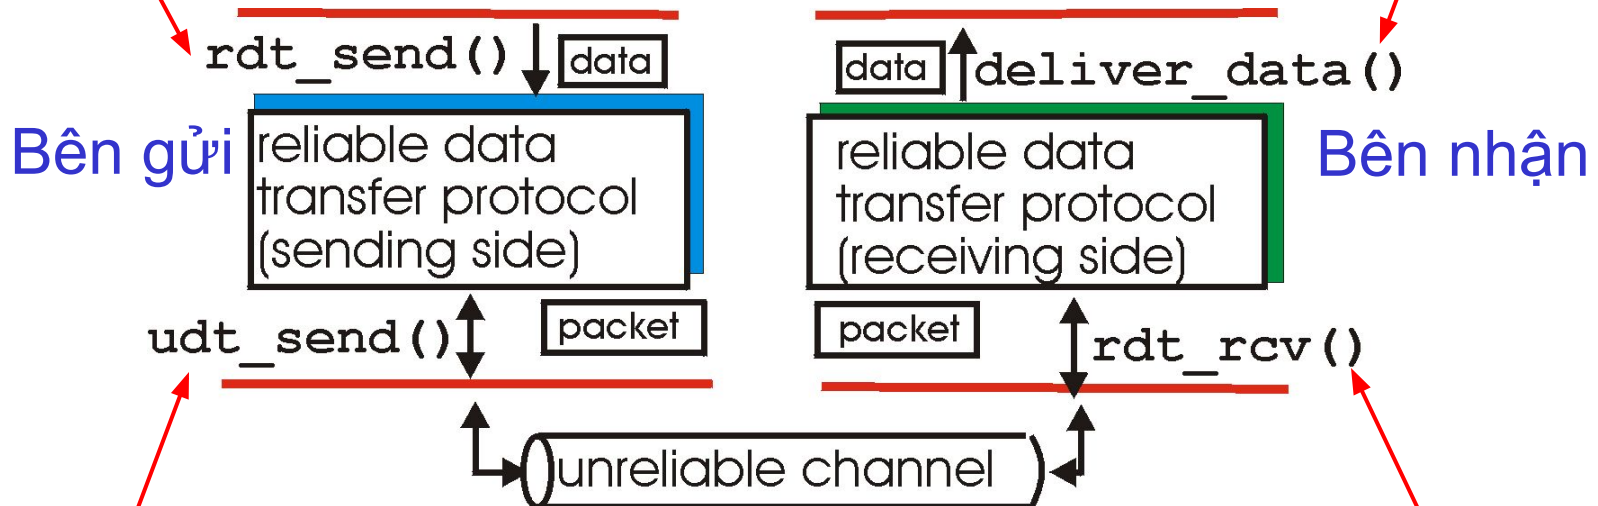 rdt_send()
data
data
deliver_data()
Bên gửi
reliable data
transfer protocol
(sending side)
reliable data
transfer protocol
(receiving side)
Bên nhận
udt_send()
packet
packet
rdt_rcv()
unreliable channel